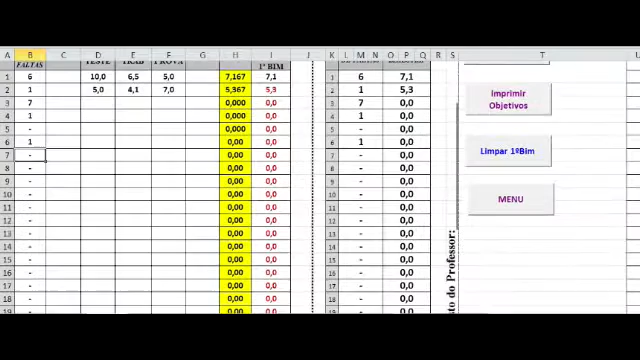 A B C D E F G H I J K L M N O P Q R S T
FALTAS TESTE TRAB PROVA 1º BIM
1 6 10,0 6,5 5,0 7,167 7,1 1 6 7,1
2 1 5,0 4,1 7,0 5,367 5,3 2 1 5,3
3 7 0,000 0,0 3 7 0,0
4 1 0,000 0,0 4 1 0,0
5 - 0,000 0,0 5 - 0,0
6 1 0,00 0,0 6 1 0,0
7 - 0,00 0,0 7 - 0,0
8 - 0,00 0,0 8 - 0,0
9 - 0,00 0,0 9 - 0,0
10 - 0,00 0,0 10 - 0,0
11 - 0,00 0,0 11 - 0,0
12 - 0,00 0,0 12 - 0,0
13 - 0,00 0,0 13 - 0,0
14 - 0,00 0,0 14 - 0,0
15 - 0,00 0,0 15 - 0,0
16 - 0,00 0,0 16 - 0,0
17 - 0,00 0,0 17 - 0,0
18 - 0,00 0,0 18 - 0,0
19 - 0,00 0,0 19 - 0,0
do Professor:
Imprimir
Objetivos
Limpar 1ºBim
MENU